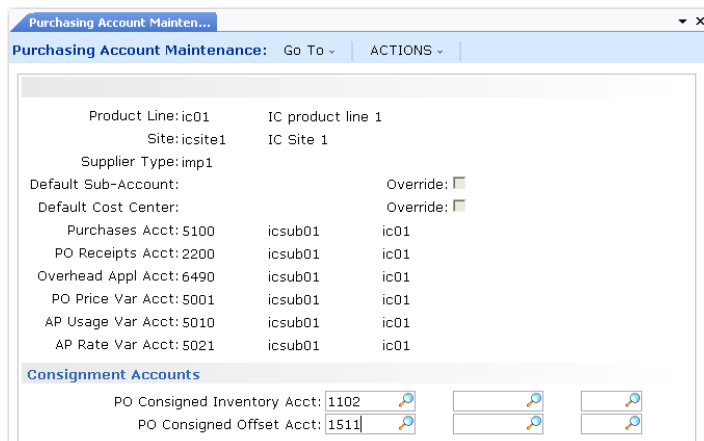 Purchasing Account Mainten...
Purchasing Account Maintenance: Go To ACTIONS
Product Line: ic01 IC product line 1
Site: icsite1 IC Site 1
Supplier Type: imp1
Default Sub-Account: Override:
Default Cost Center: Override:
Purchases Acct: 5100 icsub01 ic01
PO Receipts Acct: 2200 icsub01 ic01
Overhead Appl Acct: 6490 icsub01 ic01
PO Price Var Acct: 5001 icsub01 ic01
AP Usage Var Acct: 5010 icsub01 ic01
AP Rate Var Acct: 5021 icsub01 ic01
Consignment Accounts
PO Consigned Inventory Acct: 1102
PO Consigned Offset Acct: 1511